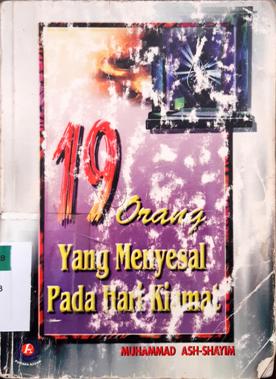 19 Orang
Yang Menyesal
Pada Hari Kiamat
MUHAMMAD ASH-SHAYIM